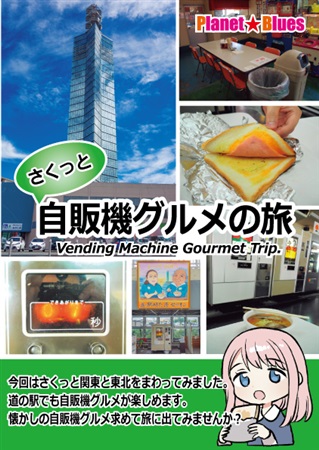 Planet★Blues
さくっと
自販機グルメの旅
Vending Machine Gourmet Trip.
秒
今回はさくっと関東と東北をまわってみました。
道の駅でも自販機グルメが楽しめます。
懐かしの自販機グルメ求めて旅に出てみませんか？